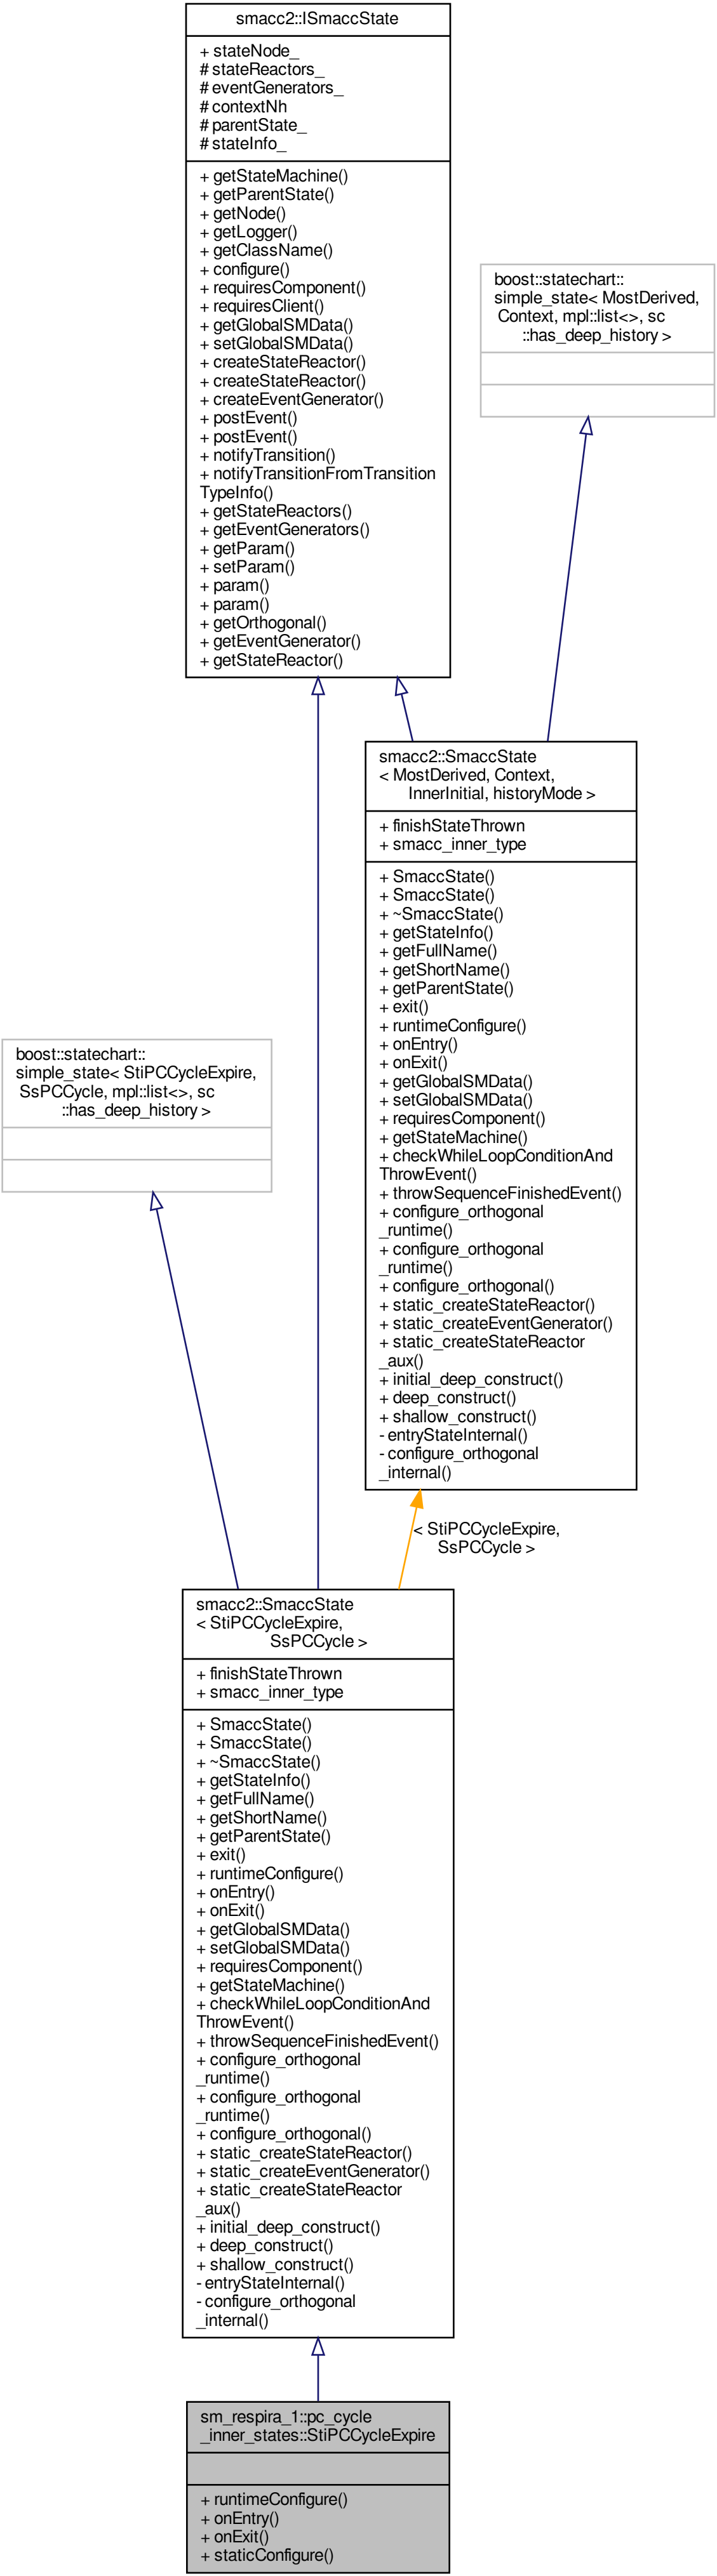 smacc2::ISmaccState
+ stateNode_
# stateReactors_
# eventGenerators_
# contextNh
# parentState_
# stateInfo_
+ getStateMachine()
+ getParentState()
+ getNode()
+ getLogger()
+ getClassName()
+ configure()
+ requiresComponent()
+ requiresClient()
+ getGlobalSMData()
+ setGlobalSMData()
+ createStateReactor()
+ createStateReactor()
+ createEventGenerator()
+ postEvent()
+ postEvent()
+ notifyTransition()
+ notifyTransitionFromTransition
TypeInfo()
+ getStateReactors()
+ getEventGenerators()
+ getParam()
+ setParam()
+ param()
+ param()
+ getOrthogonal()
+ getEventGenerator()
+ getStateReactor()
boost::statechart::
simple_state< MostDerived,
Context, mpl::list<>, sc
::has_deep_history >
smacc2::SmaccState
< MostDerived, Context,
InnerInitial, historyMode >
+ finishStateThrown
+ smacc_inner_type
+ SmaccState()
+ SmaccState()
+ ~SmaccState()
+ getStateInfo()
+ getFullName()
+ getShortName()
+ getParentState()
+ exit()
+ runtimeConfigure()
+ onEntry()
+ onExit()
+ getGlobalSMData()
+ setGlobalSMData()
+ requiresComponent()
+ getStateMachine()
+ checkWhileLoopConditionAnd
ThrowEvent()
+ throwSequenceFinishedEvent()
+ configure_orthogonal
_runtime()
+ configure_orthogonal
_runtime()
+ configure_orthogonal()
+ static_createStateReactor()
+ static_createEventGenerator()
+ static_createStateReactor
_aux()
+ initial_deep_construct()
+ deep_construct()
+ shallow_construct()
- entryStateInternal()
- configure_orthogonal
_internal()
boost::statechart::
simple_state< StiPCCycleExpire,
SsPCCycle, mpl::list<>, sc
::has_deep_history >
< StiPCCycleExpire,
SsPCCycle >
smacc2::SmaccState
< StiPCCycleExpire,
SsPCCycle >
+ finishStateThrown
+ smacc_inner_type
+ SmaccState()
+ SmaccState()
+ ~SmaccState()
+ getStateInfo()
+ getFullName()
+ getShortName()
+ getParentState()
+ exit()
+ runtimeConfigure()
+ onEntry()
+ onExit()
+ getGlobalSMData()
+ setGlobalSMData()
+ requiresComponent()
+ getStateMachine()
+ checkWhileLoopConditionAnd
ThrowEvent()
+ throwSequenceFinishedEvent()
+ configure_orthogonal
_runtime()
+ configure_orthogonal
_runtime()
+ configure_orthogonal()
+ static_createStateReactor()
+ static_createEventGenerator()
+ static_createStateReactor
_aux()
+ initial_deep_construct()
+ deep_construct()
+ shallow_construct()
- entryStateInternal()
- configure_orthogonal
_internal()
sm_respira_1::pc_cycle
_inner_states::StiPCCycleExpire
+ runtimeConfigure()
+ onEntry()
+ onExit()
+ staticConfigure()